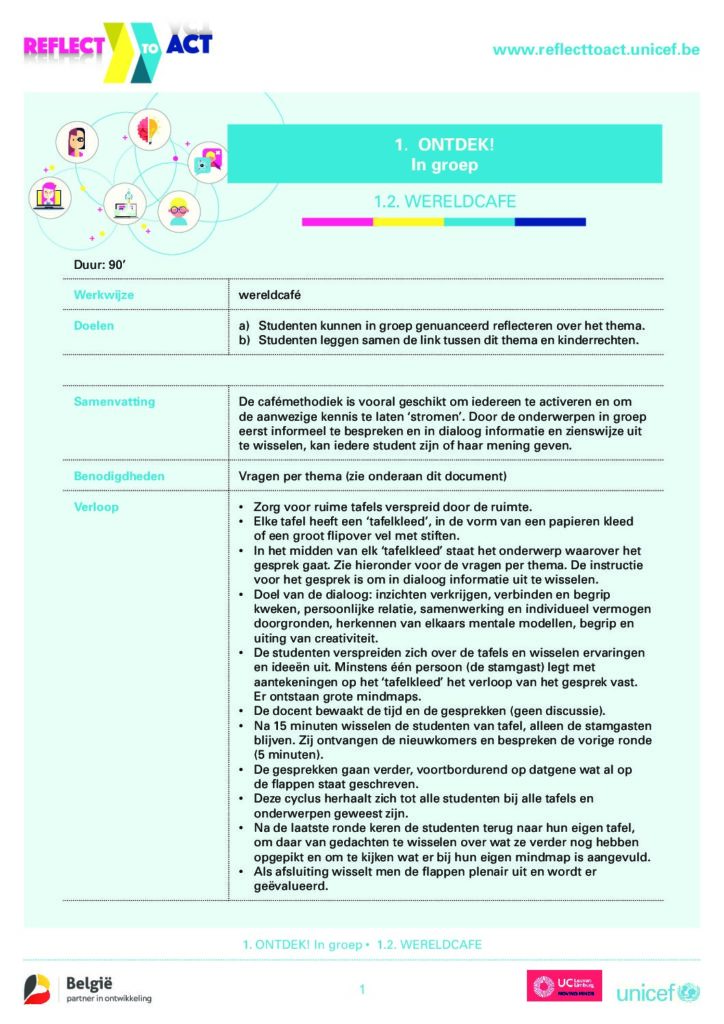 REFLECT TO ACT
www.reflecttoact.unicef.be
1. ONTDEK!
In groep
1.2. WERELDCAFE
Duur: 90’
Werkwijze
wereldcafé
Doelen
a) Studenten kunnen in groep genuanceerd reflecteren over het thema.
b) Studenten leggen samen de link tussen dit thema en kinderrechten.
Samenvatting
De cafémethodiek is vooral geschikt om iedereen te activeren en om
de aanwezige kennis te laten ‘stromen’. Door de onderwerpen in groep
eerst informeel te bespreken en in dialoog informatie en zienswijze uit
te wisselen, kan iedere student zijn of haar mening geven.
Benodigdheden
Vragen per thema (zie onderaan dit document)
Verloop
• Zorg voor ruime tafels verspreid door de ruimte.
• Elke tafel heeft een ‘tafelkleed’, in de vorm van een papieren kleed
of een groot flipover vel met stiften.
• In het midden van elk ‘tafelkleed’ staat het onderwerp waarover het
gesprek gaat. Zie hieronder voor de vragen per thema. De instructie
voor het gesprek is om in dialoog informatie uit te wisselen.
• Doel van de dialoog: inzichten verkrijgen, verbinden en begrip
kweken, persoonlijke relatie, samenwerking en individueel vermogen
doorgronden, herkennen van elkaars mentale modellen, begrip en
uiting van creativiteit.
• De studenten verspreiden zich over de tafels en wisselen ervaringen
en ideeën uit. Minstens één persoon (de stamgast) legt met
aantekeningen op het ‘tafelkleed’ het verloop van het gesprek vast.
Er ontstaan grote mindmaps.
• De docent bewaakt de tijd en de gesprekken (geen discussie).
• Na 15 minuten wisselen de studenten van tafel, alleen de stamgasten
blijven. Zij ontvangen de nieuwkomers en bespreken de vorige ronde
(5 minuten).
• De gesprekken gaan verder, voortbordurend op datgene wat al op
de flappen staat geschreven.
• Deze cyclus herhaalt zich tot alle studenten bij alle tafels en
onderwerpen geweest zijn.
• Na de laatste ronde keren de studenten terug naar hun eigen tafel,
om daar van gedachten te wisselen over wat ze verder nog hebben
opgepikt en om te kijken wat er bij hun eigen mindmap is aangevuld.
• Als afsluiting wisselt men de flappen plenair uit en wordt er
geëvalueerd.
1. ONTDEK! In groep • 1.2. WERELDCAFE
België
partner in ontwikkeling
1
UC Leuven
Limburg
unicef